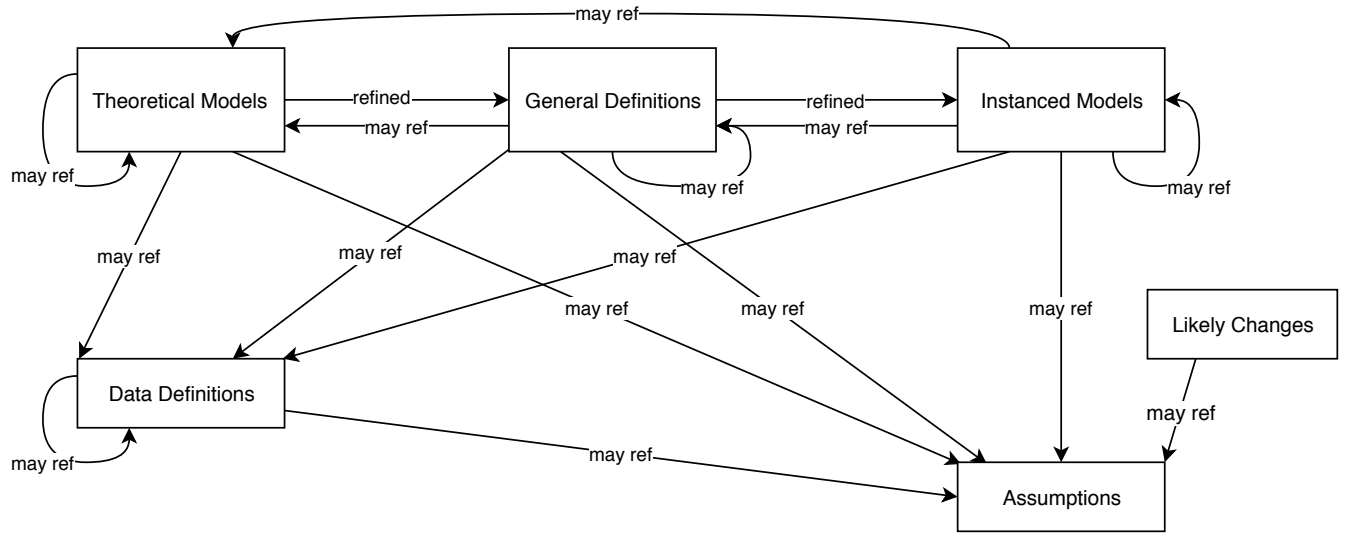 may ref
Theoretical Models
refined
General Definitions
refined
Instanced Models
may ref
may ref
may ref
may ref
may ref
may ref
may ref
may ref
may ref
may ref
may ref
may ref
Likely Changes
Data Definitions
may ref
may ref
may ref
Assumptions